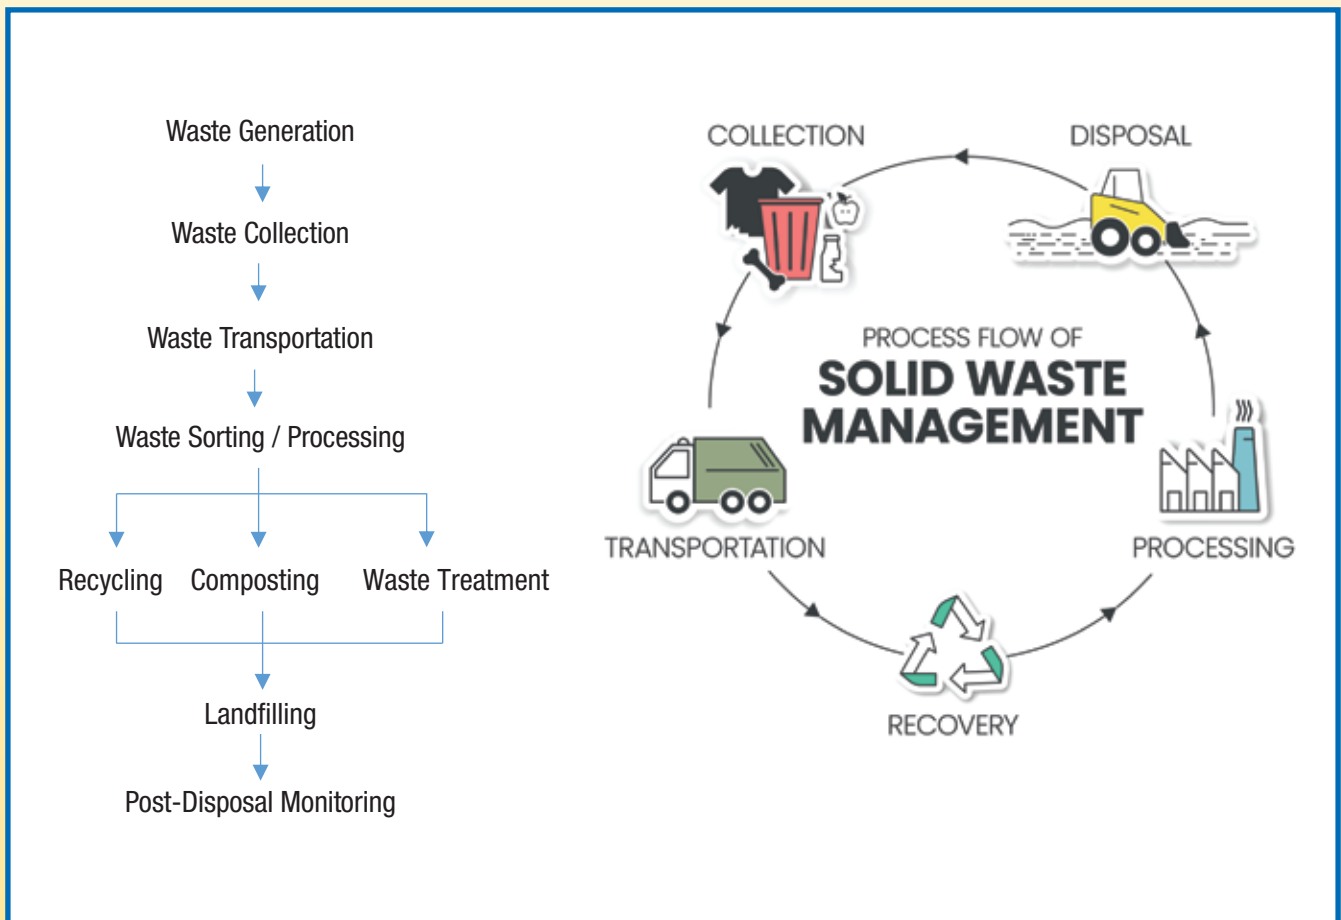 Waste Generation
Waste Collection
Waste Transportation
Waste Sorting / Processing
Recycling Composting Waste Treatment
Landfilling
Post-Disposal Monitoring
COLLECTION
DISPOSAL
PROCESS FLOW OF
SOLID WASTE
MANAGEMENT
TRANSPORTATION
PROCESSING
RECOVERY